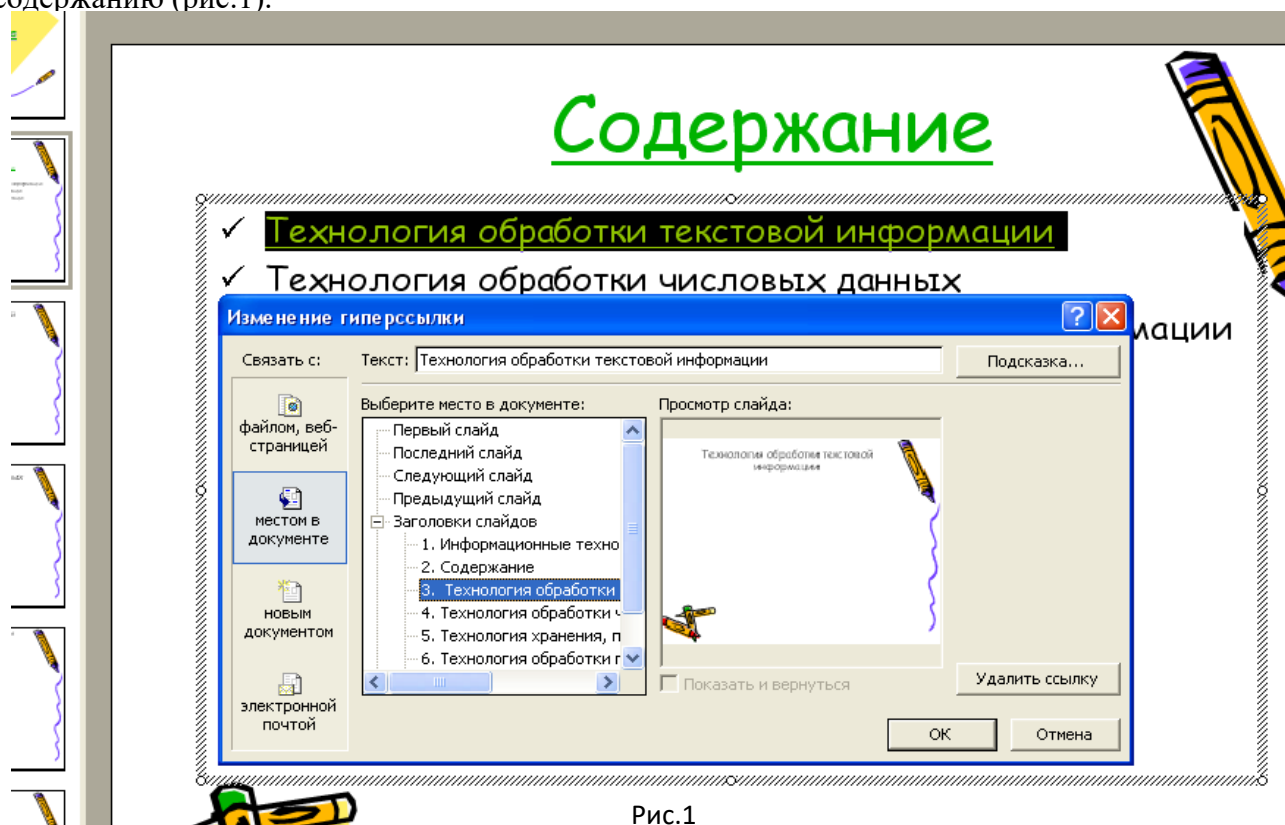 содержанию (рис.1).
Содержание
Технология обработки текстовой информации
Технология обработки числовых данных
мации
Изменение гиперссылки
Связать с:
Текст: Технология обработки текстовой информации
Подсказка...
файлом, веб-
страницей
местом в
документе
новым
документом
электронной
почтой
Выберите место в документе:
Первый слайд
Последний слайд
Следующий слайд
Предыдущий слайд
Заголовки слайдов
1. Информационные техно
2. Содержание
3. Технология обработки
4. Технология обработки ч
5. Технология хранения, п
6. Технология обработки г
Просмотр слайда:
Технология обработки текстовой
информации
Показать и вернуться
Удалить ссылку
ОК
Отмена
Рис.1